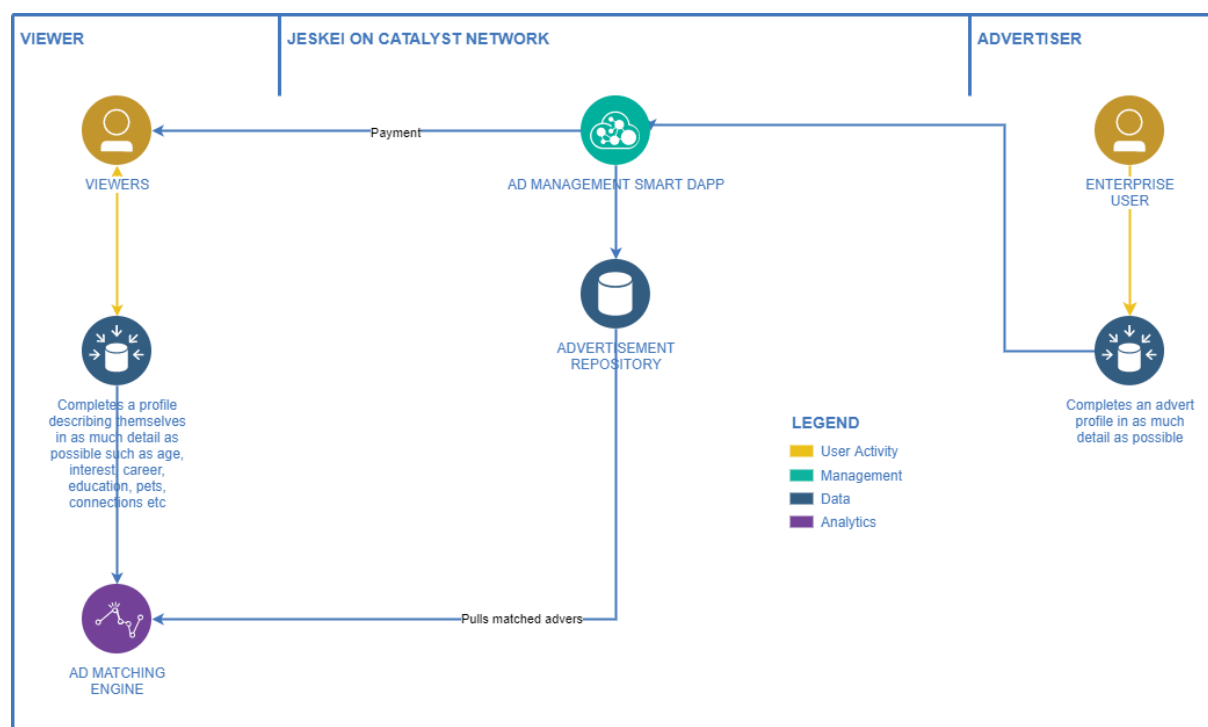 VIEWER
JESKEI ON CATALYST NETWORK
ADVERTISER
Payment
VIEWERS
AD MANAGEMENT SMART DAPP
ENTERPRISE
USER
ADVERTISEMENT
REPOSITORY
Completes a profile
describing themselves
in as much detail as
possible such as age,
interest, career,
education, pets,
connections etc
Completes an advert
profile in as much
detail as possible
LEGEND
User Activity
Management
Data
Analytics
Pulls matched advers
AD MATCHING
ENGINE